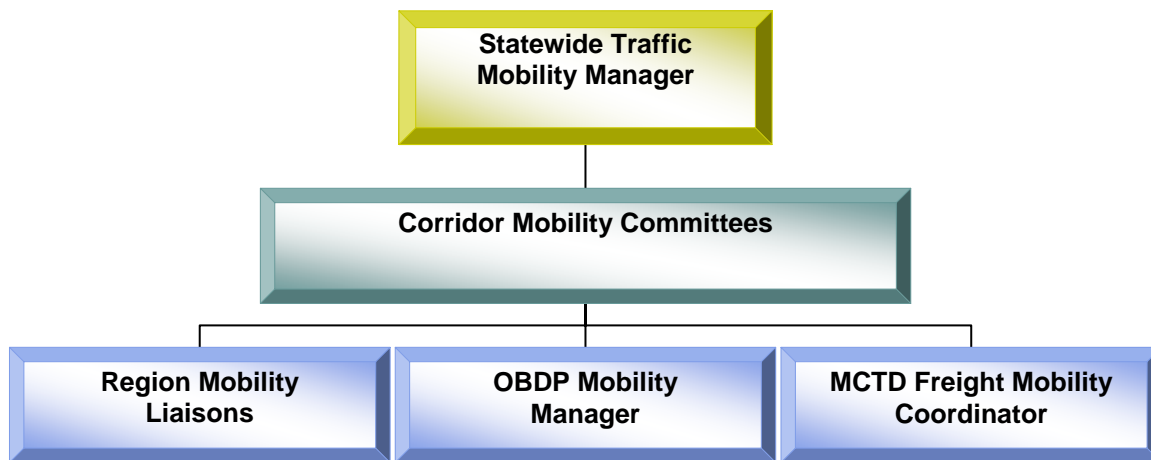 Statewide Traffic
Mobility Manager
Corridor Mobility Committees
Region Mobility
Liaisons
OBDP Mobility
Manager
MCTD Freight Mobility
Coordinator